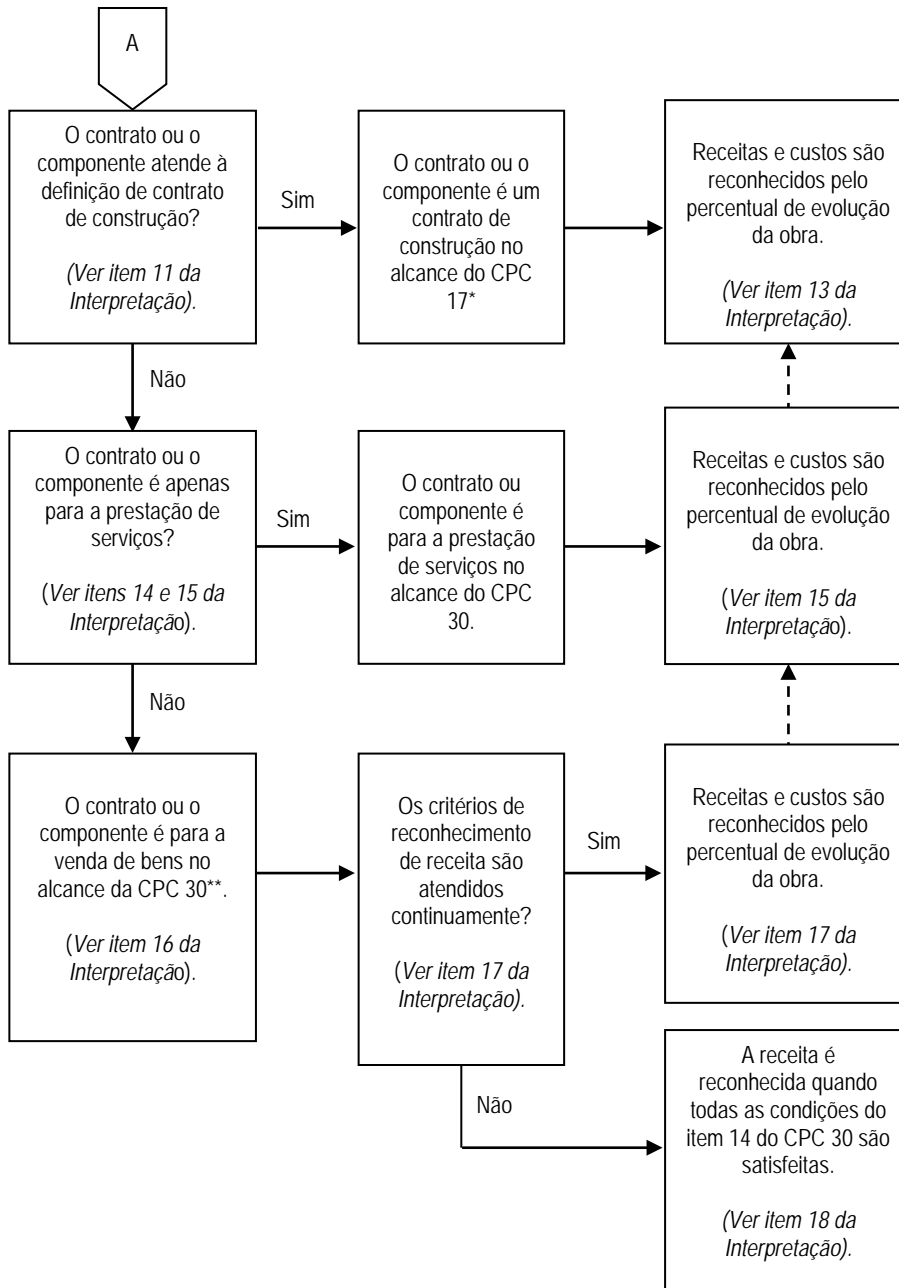 A
O contrato ou o
componente atende à
definição de contrato
de construção?
(Ver item 11 da
Interpretação).
Sim
O contrato ou o
componente é um
contrato de
construção no
alcance do CPC
17*
Receitas e custos são
reconhecidos pelo
percentual de evolução
da obra.
(Ver item 13 da
Interpretação).
Não
O contrato ou o
componente é apenas
para a prestação de
serviços?
(Ver itens 14 e 15 da
Interpretação).
Sim
O contrato ou
componente é
para a prestação
de serviços no
alcance do CPC
30.
Receitas e custos são
reconhecidos pelo
percentual de evolução
da obra.
(Ver item 15 da
Interpretação).
Não
O contrato ou o
componente é para a
venda de bens no
alcance da CPC 30**.
(Ver item 16 da
Interpretação).
Os critérios de
reconhecimento
de receita são
atendidos
continuamente?
(Ver item 17 da
Interpretação).
Sim
Receitas e custos são
reconhecidos pelo
percentual de evolução
da obra.
(Ver item 17 da
Interpretação).
Não
A receita é
reconhecida quando
todas as condições do
item 14 do CPC 30 são
satisfeitas.
(Ver item 18 da
Interpretação).